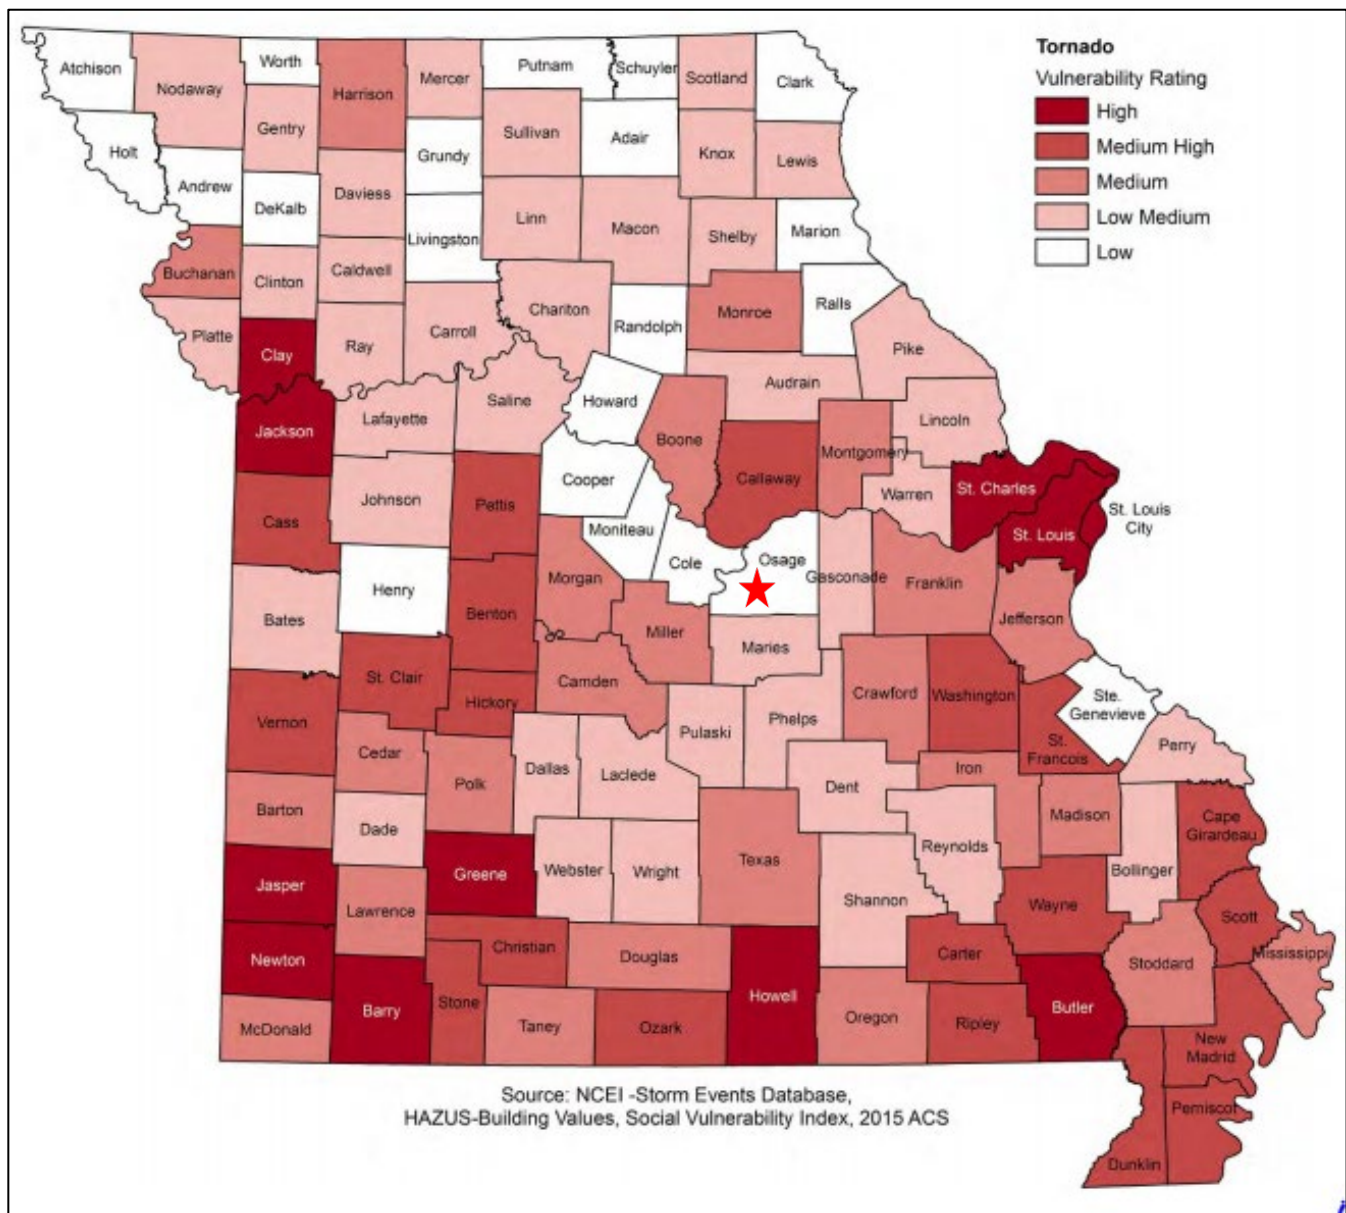 Tornado
Vulnerability Rating
High
Medium High
Medium
Low Medium
Low
Atchison
Nodaway
Worth
Harrison
Mercer
Putnam
Schuyler
Scotland
Clark
Holt
Andrew
Gentry
DeKalb
Daviess
Grundy
Sullivan
Adair
Knox
Lewis
Buchanan
Clinton
Caldwell
Livingston
Linn
Macon
Shelby
Marion
Platte
Clay
Ray
Carroll
Chariton
Randolph
Monroe
Ralls
Pike
Jackson
Lafayette
Saline
Howard
Boone
Audrain
Callaway
Montgomery
Lincoln
Warren
St. Charles
St. Louis
St. Louis
City
Cass
Johnson
Pettis
Cooper
Moniteau
Cole
Osage
Gasconade
Franklin
Jefferson
Bates
Henry
Benton
Morgan
Miller
Maries
Vernon
St. Clair
Hickory
Camden
Pulaski
Phelps
Crawford
Washington
St.
Francois
Ste.
Genevieve
Perry
Barton
Cedar
Polk
Dallas
Laclede
Dent
Iron
Madison
Cape
Girardeau
Dade
Jasper
Greene
Webster
Wright
Texas
Shannon
Reynolds
Bollinger
Newton
Lawrence
Christian
Douglas
Howell
Carter
Wayne
Scott
Mississippi
Stoddard
McDonald
Barry
Stone
Taney
Ozark
Oregon
Ripley
Butler
New
Madrid
Pemiscot
Dunklin
Source: NCEI -Storm Events Database,
HAZUS-Building Values, Social Vulnerability Index, 2015 ACS